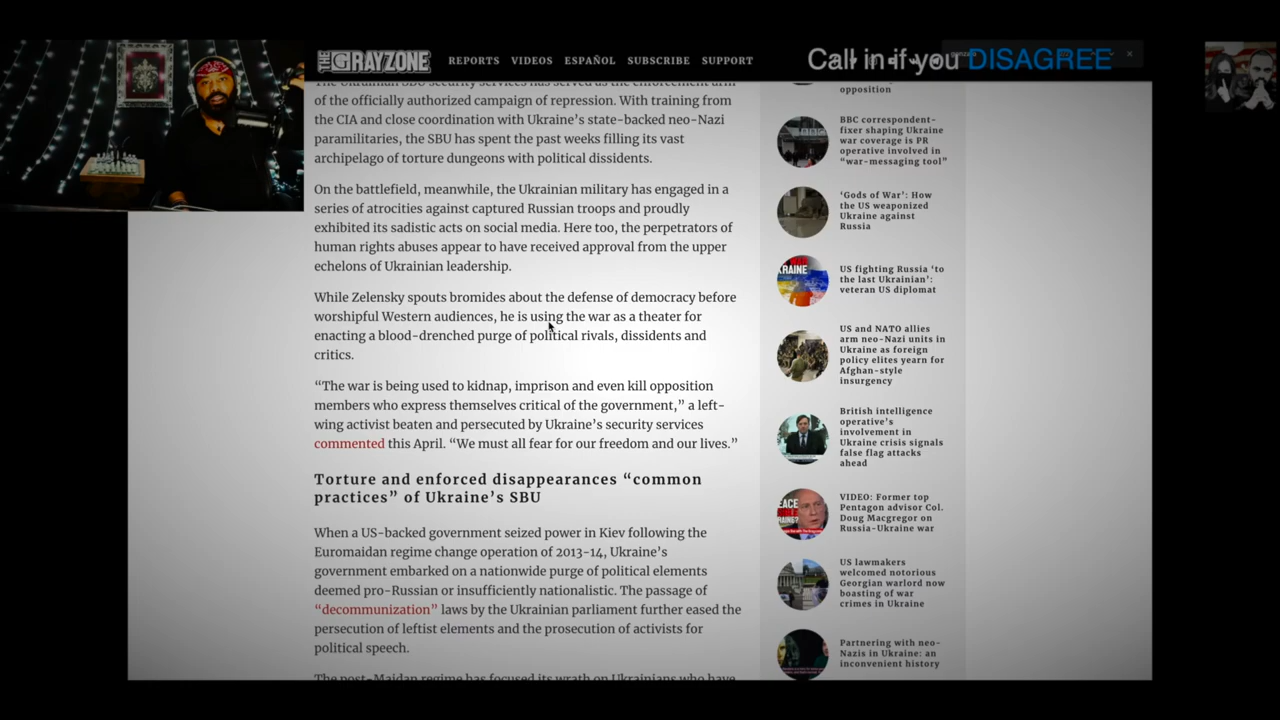 THE GRAYZONE
REPORTS VIDEOS ESPAÑOL SUBSCRIBE SUPPORT
Call in if you DISAGREE
of the officially authorized campaign of repression. With training from
the CIA and close coordination with Ukraine’s state-backed neo-Nazi
paramilitaries, the SBU has spent the past weeks filling its vast
archipelago of torture dungeons with political dissidents.
On the battlefield, meanwhile, the Ukrainian military has engaged in a
series of atrocities against captured Russian troops and proudly
exhibited its sadistic acts on social media. Here too, the perpetrators of
human rights abuses appear to have received approval from the upper
echelons of Ukrainian leadership.
While Zelensky spouts bromides about the defense of democracy before
worshipful Western audiences, he is using the war as a theater for
enacting a blood-drenched purge of political rivals, dissidents and
critics.
“The war is being used to kidnap, imprison and even kill opposition
members who express themselves critical of the government,” a left-
wing activist beaten and persecuted by Ukraine’s security services
commented this April. “We must all fear for our freedom and our lives.”
Torture and enforced disappearances “common
practices” of Ukraine’s SBU
When a US-backed government seized power in Kiev following the
Euromaidan regime change operation of 2013-14, Ukraine’s
government embarked on a nationwide purge of political elements
deemed pro-Russian or insufficiently nationalistic. The passage of
“decommunization” laws by the Ukrainian parliament further eased the
persecution of leftist elements and the prosecution of activists for
political speech.
The post-Maidan regime has focused its wrath on Ukrainians who have
opposition
BBC correspondent-
fixer shaping Ukraine
war coverage is PR
operative involved in
“war-messaging tool”
‘Gods of War’: How
the US weaponized
Ukraine against
Russia
US fighting Russia ‘to
the last Ukrainian’:
veteran US diplomat
US and NATO allies
arm neo-Nazi units in
Ukraine as foreign
policy elites yearn for
Afghan-style
insurgency
British intelligence
operative’s
involvement in
Ukraine crisis signals
false flag attacks
ahead
VIDEO: Former top
Pentagon advisor Col.
Doug Macgregor on
Russia-Ukraine war
US lawmakers
welcomed notorious
Georgian warlord now
boasting of war
crimes in Ukraine
Partnering with neo-
Nazis in Ukraine: an
inconvenient history